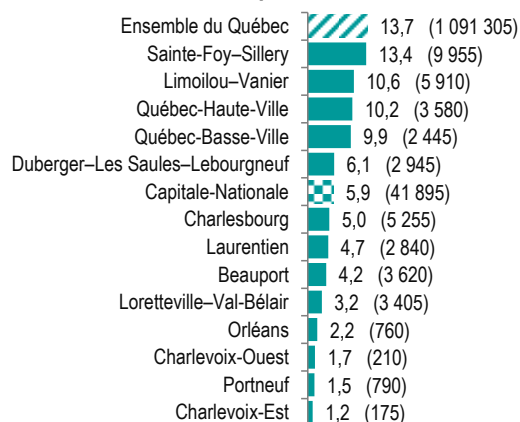 Ensemble du Québec 13,7 (1 091 305)
Sainte-Foy–Sillery 13,4 (9 955)
Limoilou–Vanier 10,6 (5 910)
Québec-Haute-Ville 10,2 (3 580)
Québec-Basse-Ville 9,9 (2 445)
Duberger–Les Saules–Lebourgneuf 6,1 (2 945)
Capitale-Nationale 5,9 (41 895)
Charlesbourg 5,0 (5 255)
Laurentien 4,7 (2 840)
Beauport 4,2 (3 620)
Loretteville–Val-Bélair 3,2 (3 405)
Orléans 2,2 (760)
Charlevoix-Ouest 1,7 (210)
Portneuf 1,5 (790)
Charlevoix-Est 1,2 (175)